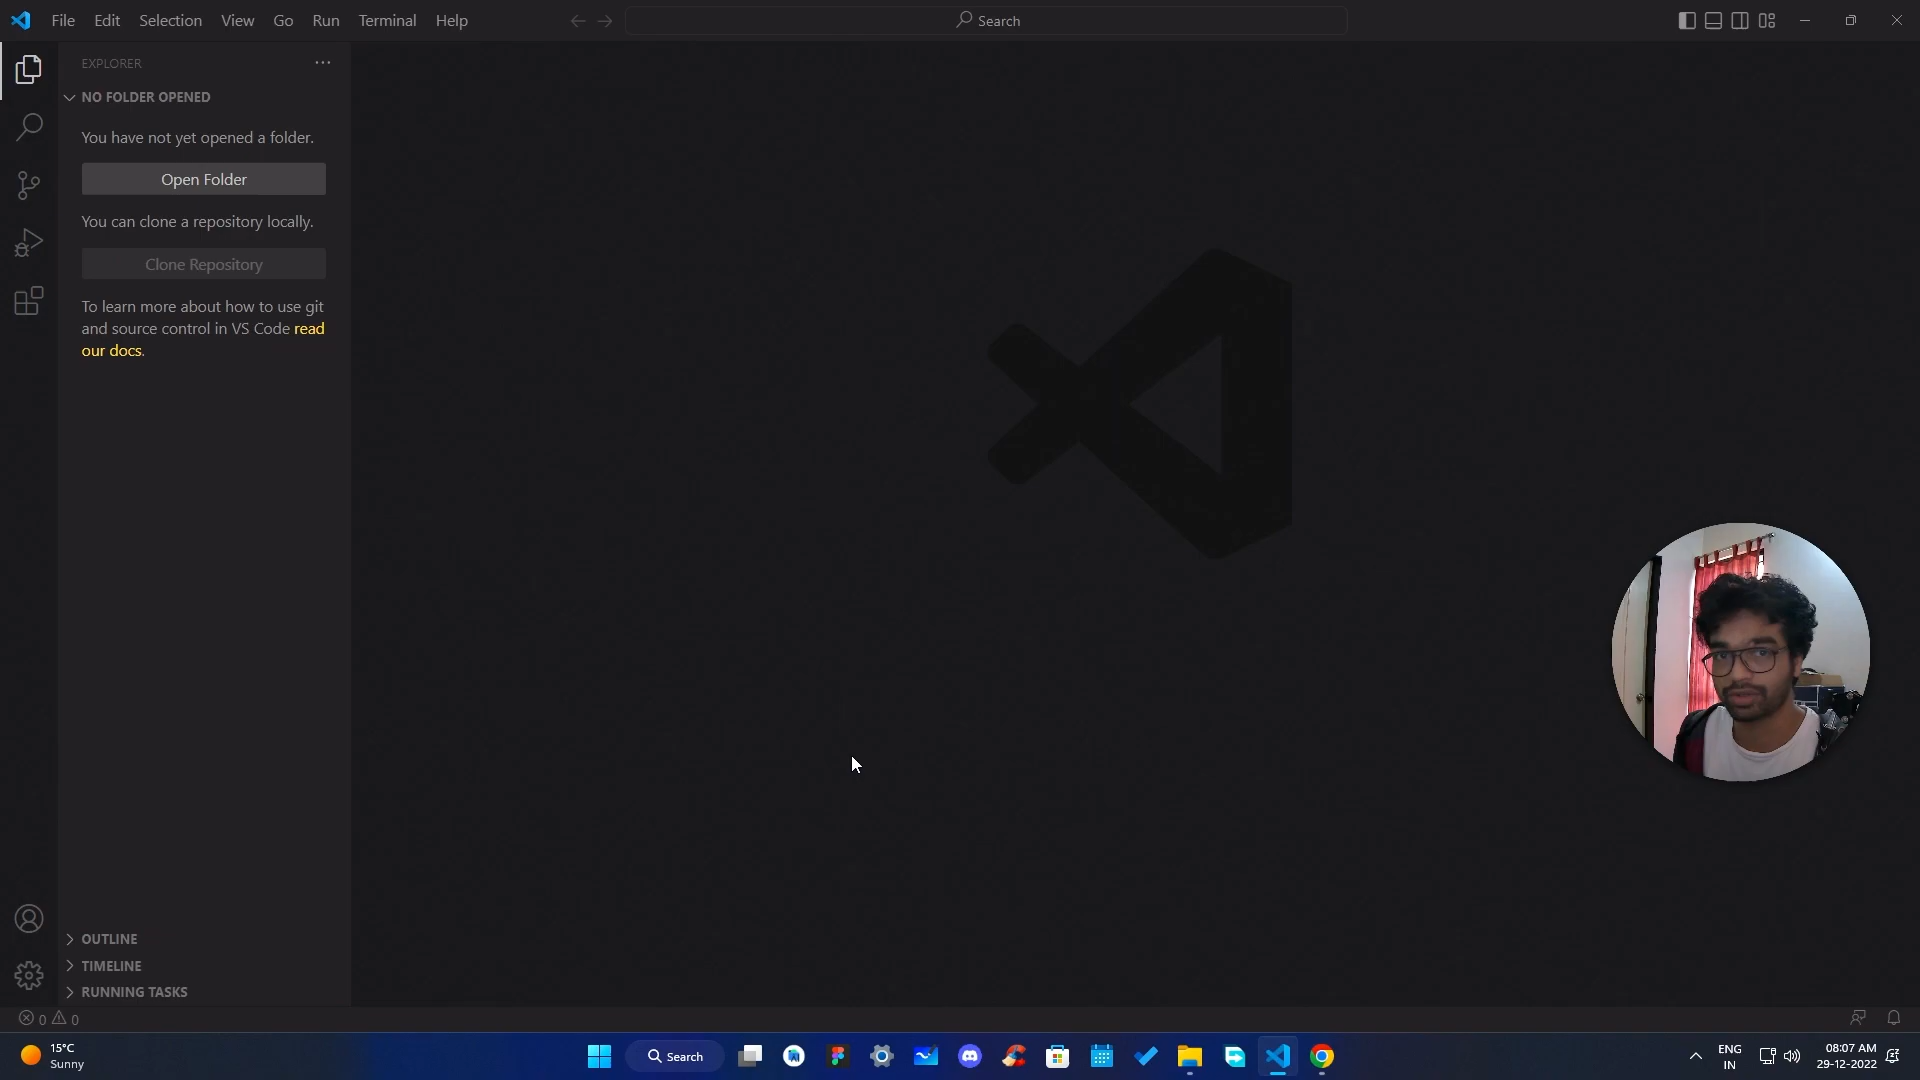 File Edit Selection View Go Run Terminal Help
Search
EXPLORER
NO FOLDER OPENED
You have not yet opened a folder.
Open Folder
You can clone a repository locally.
Clone Repository
To learn more about how to use git
and source control in VS Code read
our docs.
OUTLINE
TIMELINE
RUNNING TASKS
0 0
15°C
Sunny
Search
ENG
IN
08:07 AM
29-12-2022